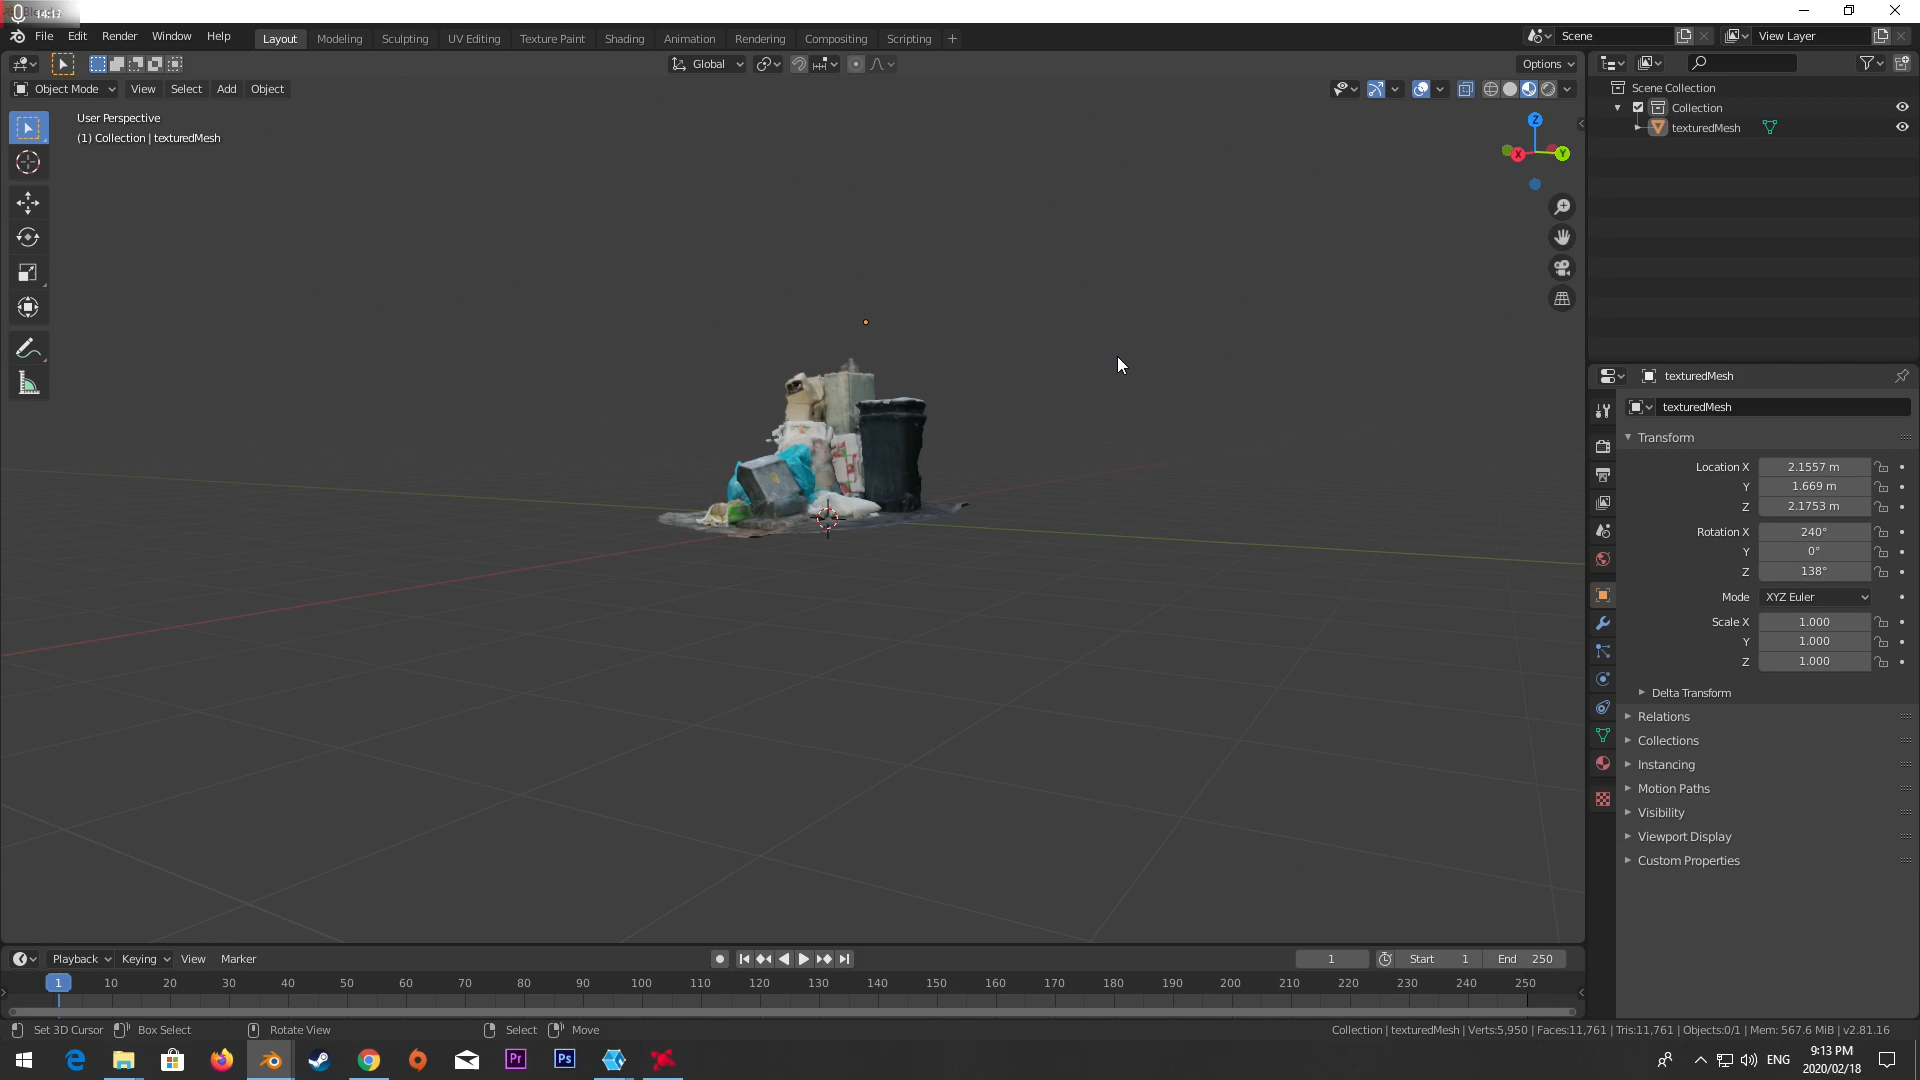 14:17
File Edit Render Window Help Layout Modeling Sculpting UV Editing Texture Paint Shading Animation Rendering Compositing Scripting + Scene View Layer
Global Options
Object Mode View Select Add Object
User Perspective
(1) Collection | texturedMesh
Z
X Y
Scene Collection
Collection
texturedMesh
texturedMesh
texturedMesh
Transform
Location X 2.1557 m
Y 1.669 m
Z 2.1753 m
Rotation X 240°
Y 0°
Z 138°
Mode XYZ Euler
Scale X 1.000
Y 1.000
Z 1.000
Delta Transform
Relations
Collections
Instancing
Motion Paths
Visibility
Viewport Display
Custom Properties
Playback Keying View Marker 1 Start 1 End 250
1 10 20 30 40 50 60 70 80 90 100 110 120 130 140 150 160 170 180 190 200 210 220 230 240 250
Set 3D Cursor Box Select Rotate View Select Move Collection | texturedMesh | Verts:5,950 | Faces:11,761 | Tris:11,761 | Objects:0/1 | Mem: 567.6 MiB | v2.81.16
Pr Ps ENG 9:13 PM
2020/02/18